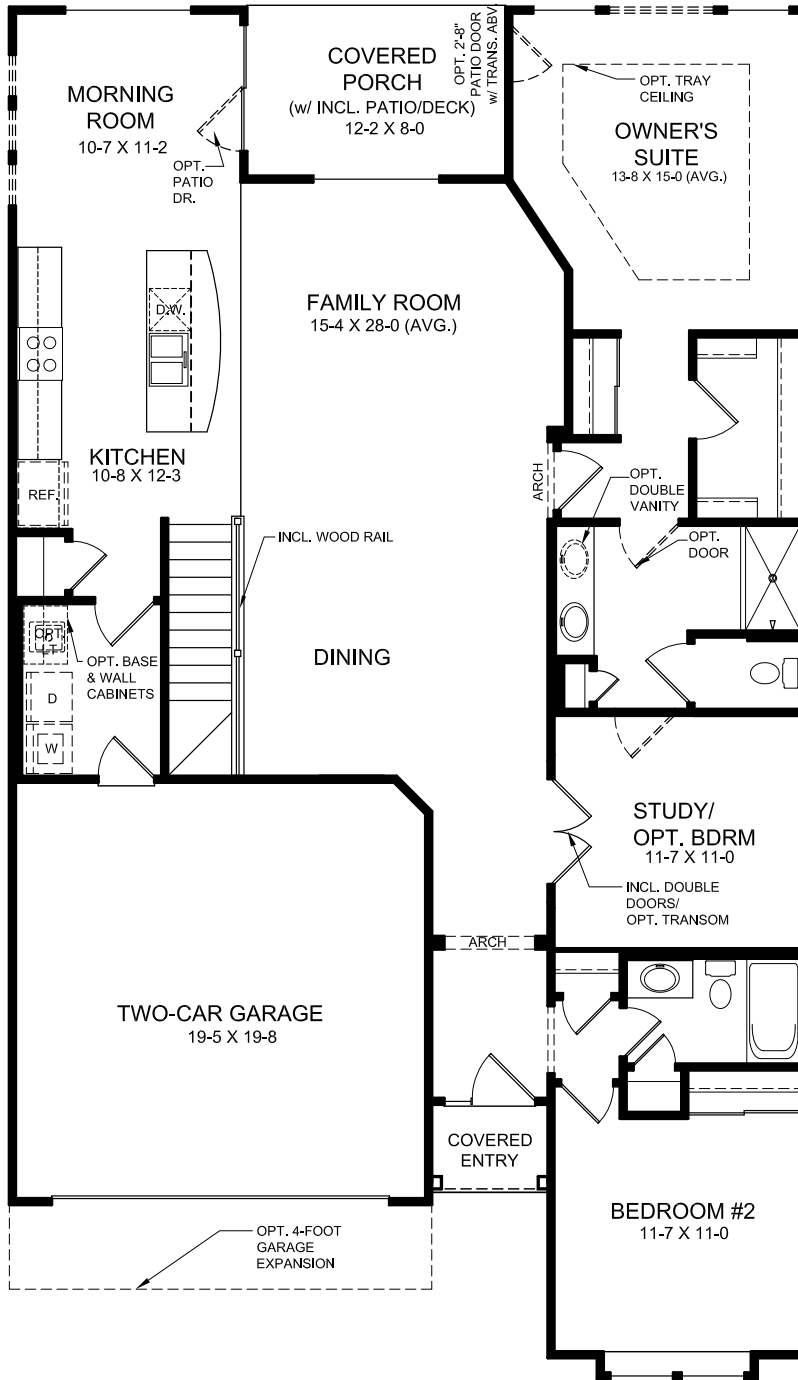 COVERED
PORCH
(w/ INCL. PATIO/DECK)
12-2 X 8-0
OPT. 2'-8"
PATIO DOOR
w/ TRANS. ABV.
MORNING
ROOM
10-7 X 11-2
OPT.
PATIO
DR.
OPT. TRAY
CEILING
OWNER'S
SUITE
13-8 X 15-0 (AVG.)
D.W.
FAMILY ROOM
15-4 X 28-0 (AVG.)
KITCHEN
10-8 X 12-3
REF.
ARCH
OPT.
DOUBLE
VANITY
INCL. WOOD RAIL
OPT.
DOOR
OPT. BASE
& WALL
CABINETS
D
W
DINING
STUDY/
OPT. BDRM
11-7 X 11-0
INCL. DOUBLE
DOORS/
OPT. TRANSOM
ARCH
TWO-CAR GARAGE
19-5 X 19-8
COVERED
ENTRY
BEDROOM #2
11-7 X 11-0
OPT. 4-FOOT
GARAGE
EXPANSION